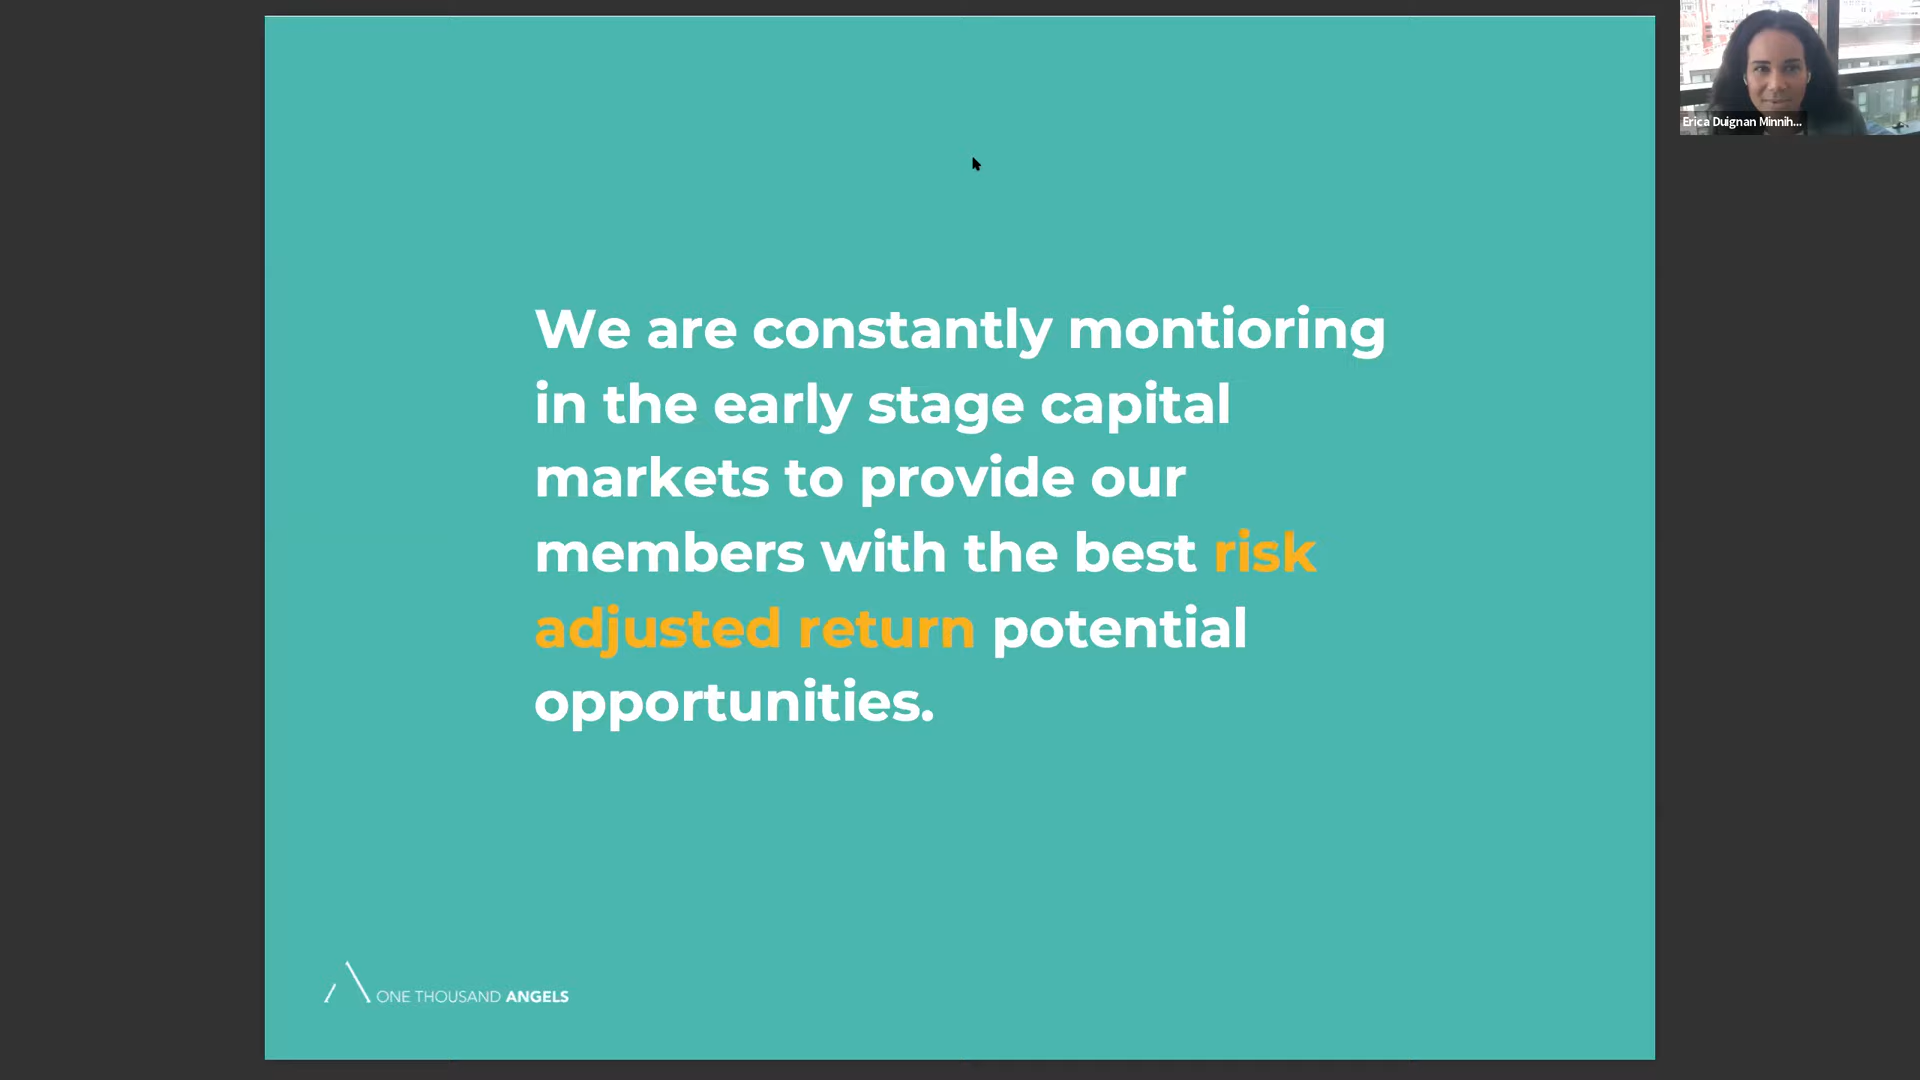 Erica Duignan Minnih...
We are constantly montioring
in the early stage capital
markets to provide our
members with the best risk
adjusted return potential
opportunities.
ONE THOUSAND ANGELS